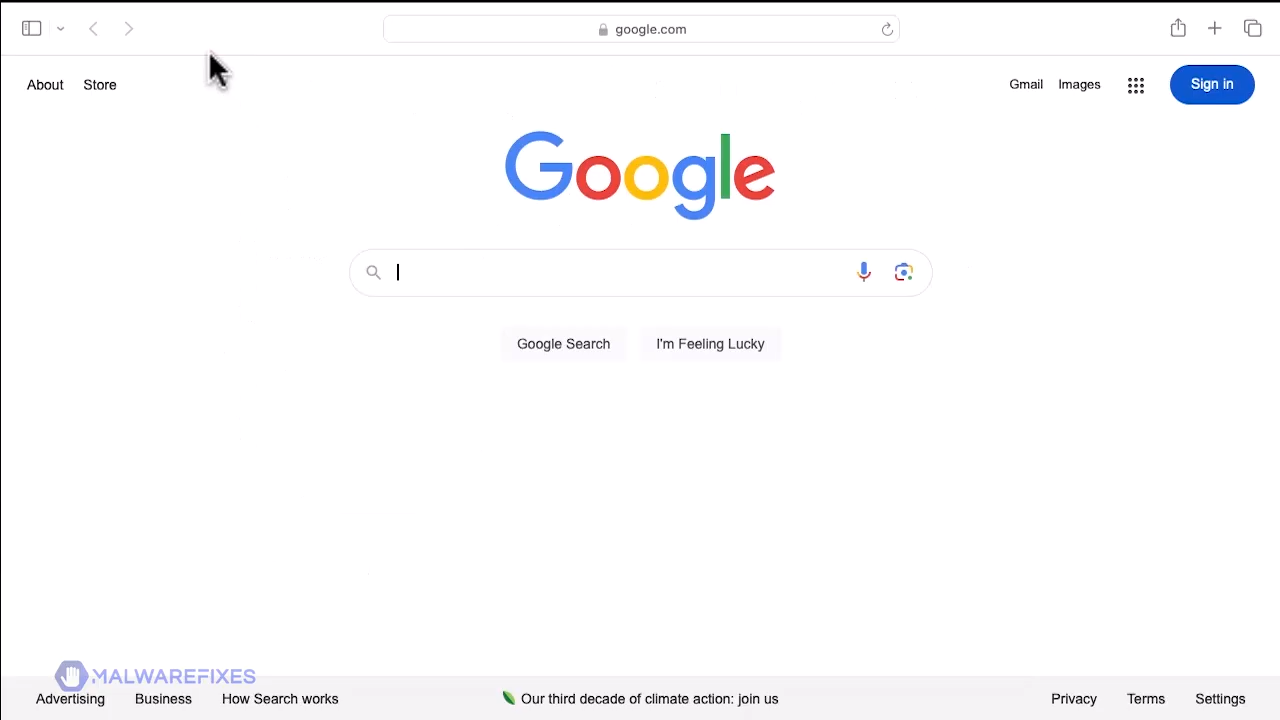 google.com
About Store Gmail Images Sign in
Google
Google Search I'm Feeling Lucky
MALWAREFIXES
Advertising Business How Search works Our third decade of climate action: join us Privacy Terms Settings